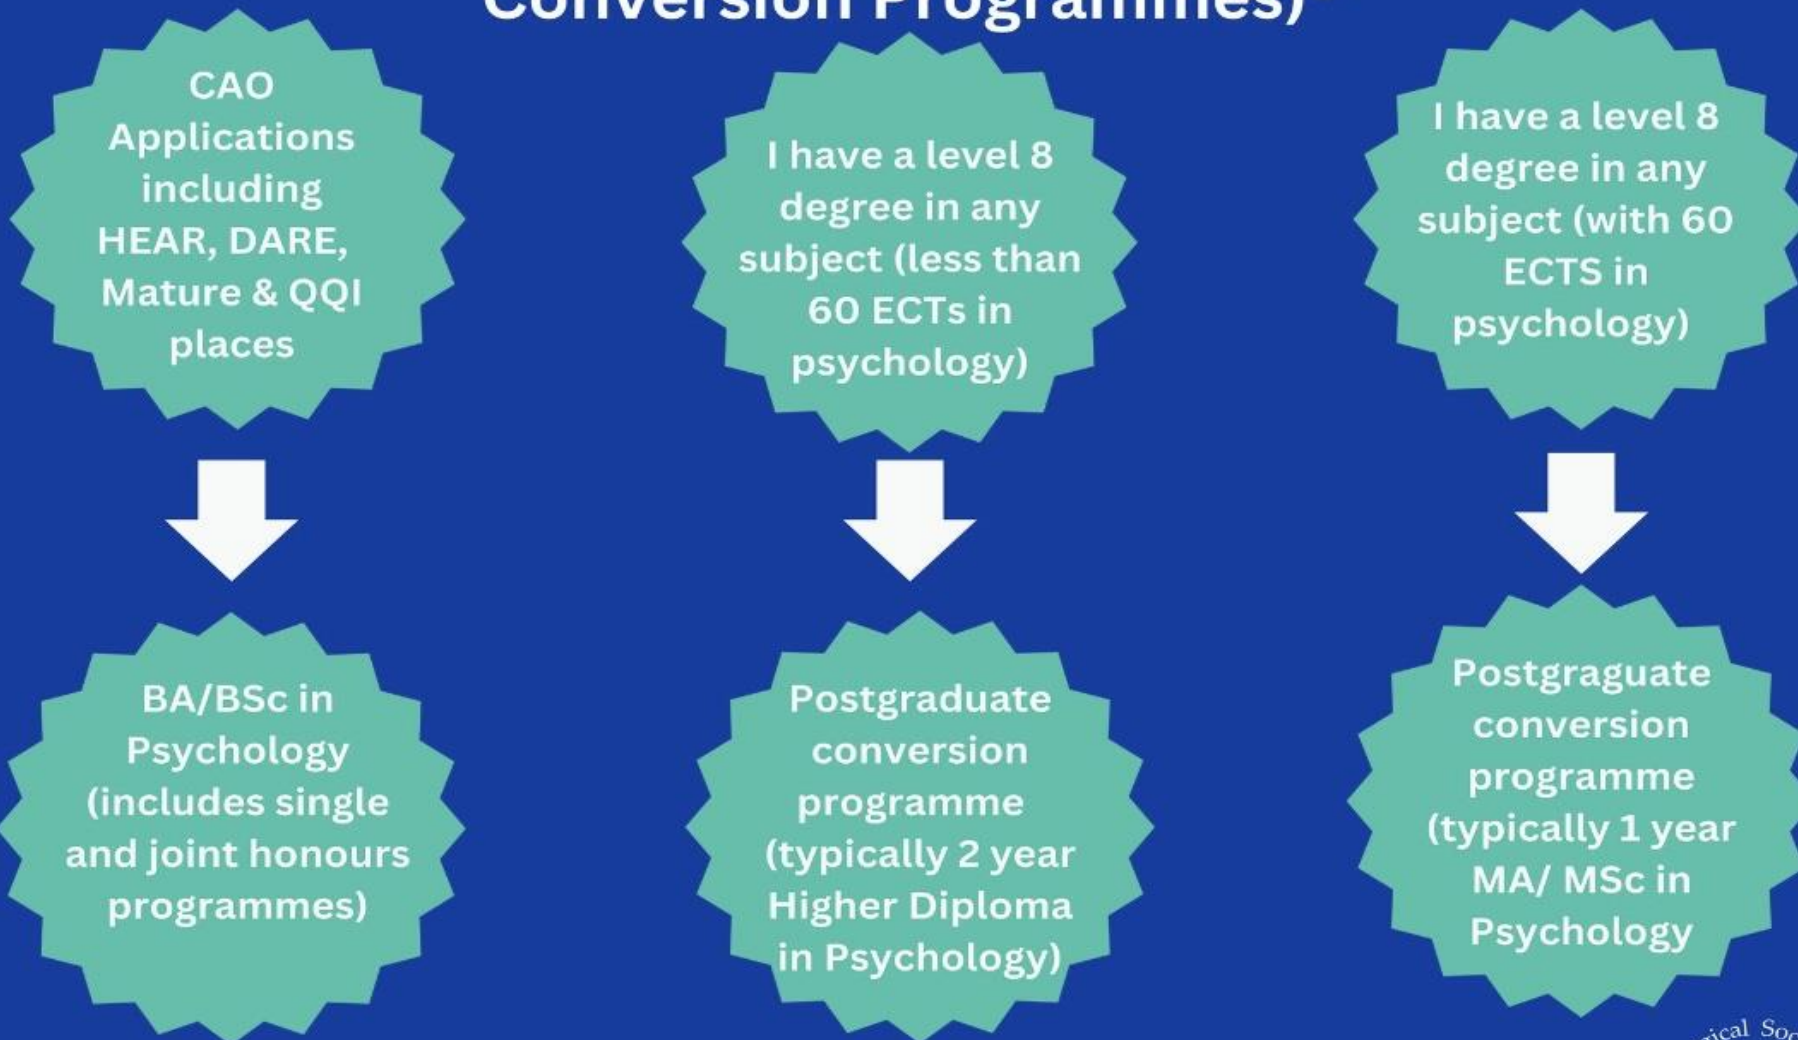 Conversion Programmes)
CAO
Applications
including
HEAR, DARE,
Mature & QQI
places
I have a level 8
degree in any
subject (less than
60 ECTs in
psychology)
I have a level 8
degree in any
subject (with 60
ECTS in
psychology)
BA/BSc in
Psychology
(includes single
and joint honours
programmes)
Postgraduate
conversion
programme
(typically 2 year
Higher Diploma
in Psychology)
Postgraguate
conversion
programme
(typically 1 year
MA/ MSc in
Psychology